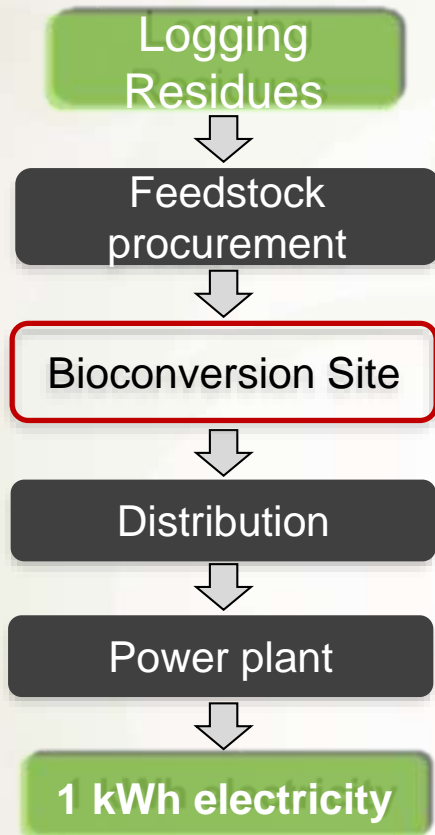 Logging
Residues
Feedstock
procurement
Bioconversion Site
Distribution
Power plant
1 kWh electricity